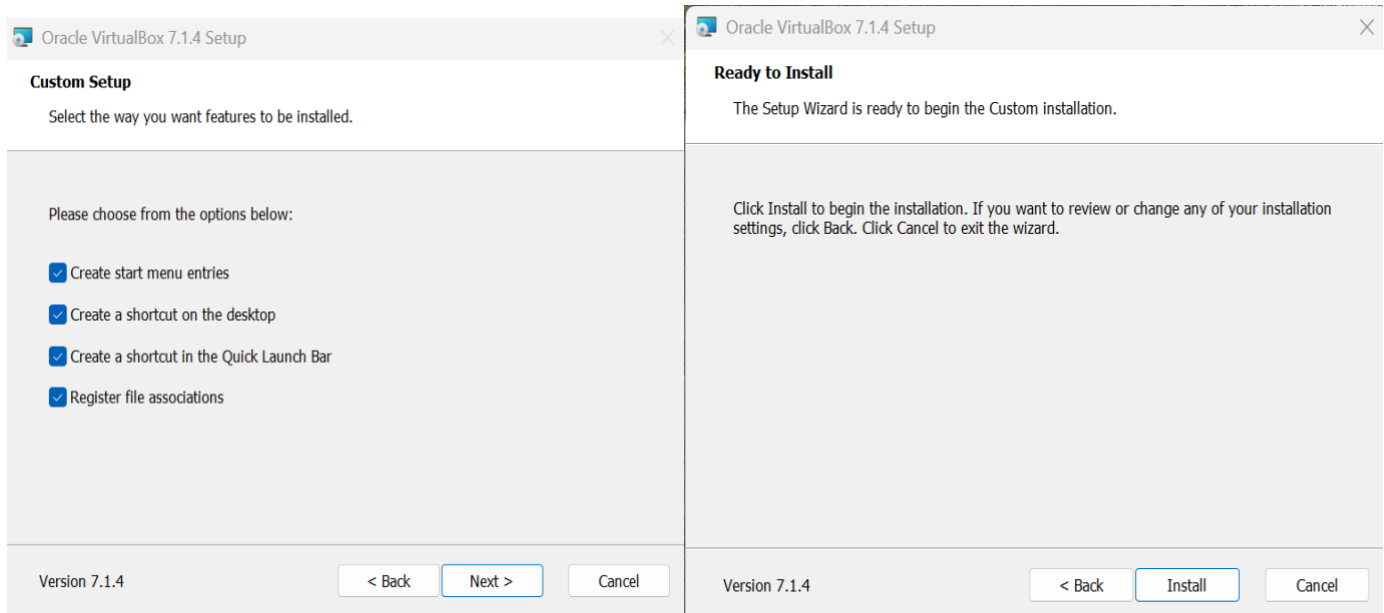 Oracle VirtualBox 7.1.4 Setup
Custom Setup
Select the way you want features to be installed.
Please choose from the options below:
Create start menu entries
Create a shortcut on the desktop
Create a shortcut in the Quick Launch Bar
Register file associations
Version 7.1.4
< Back
Next >
Cancel
Oracle VirtualBox 7.1.4 Setup
Ready to Install
The Setup Wizard is ready to begin the Custom installation.
Click Install to begin the installation. If you want to review or change any of your installation
settings, click Back. Click Cancel to exit the wizard.
Version 7.1.4
< Back
Install
Cancel